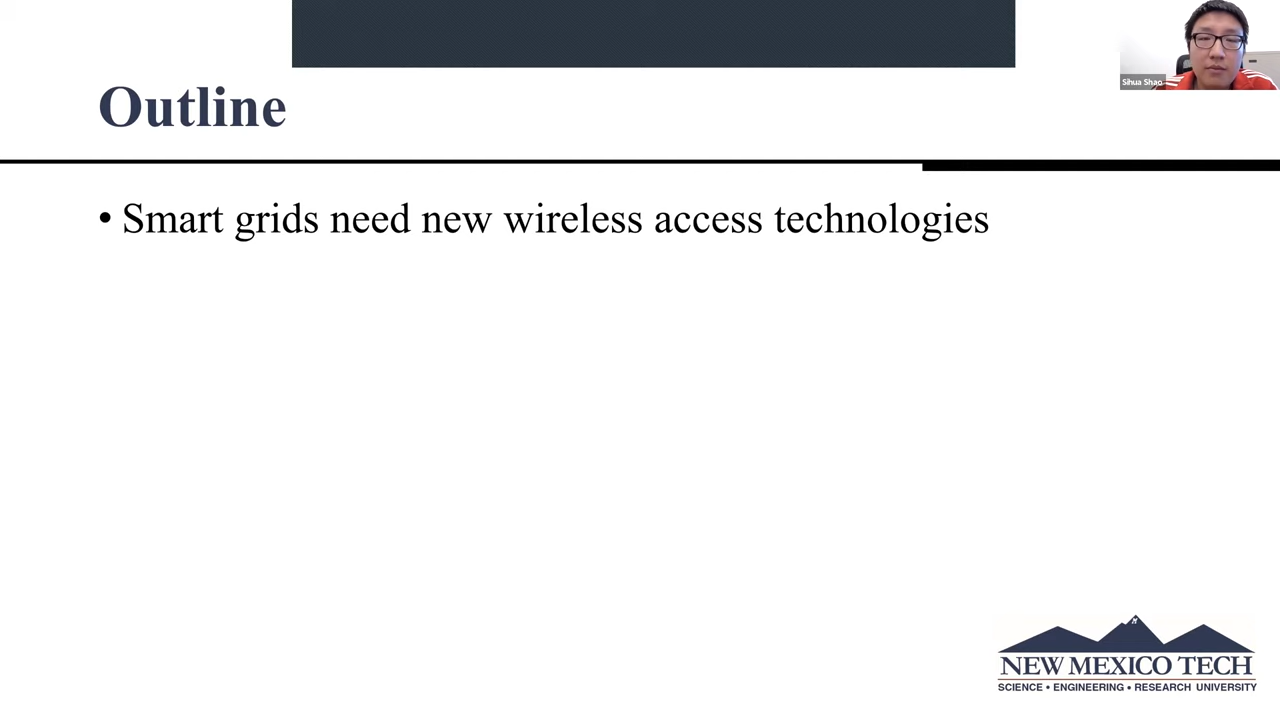 Sihua Shao
Outline
• Smart grids need new wireless access technologies
NEW MEXICO TECH
SCIENCE • ENGINEERING • RESEARCH UNIVERSITY